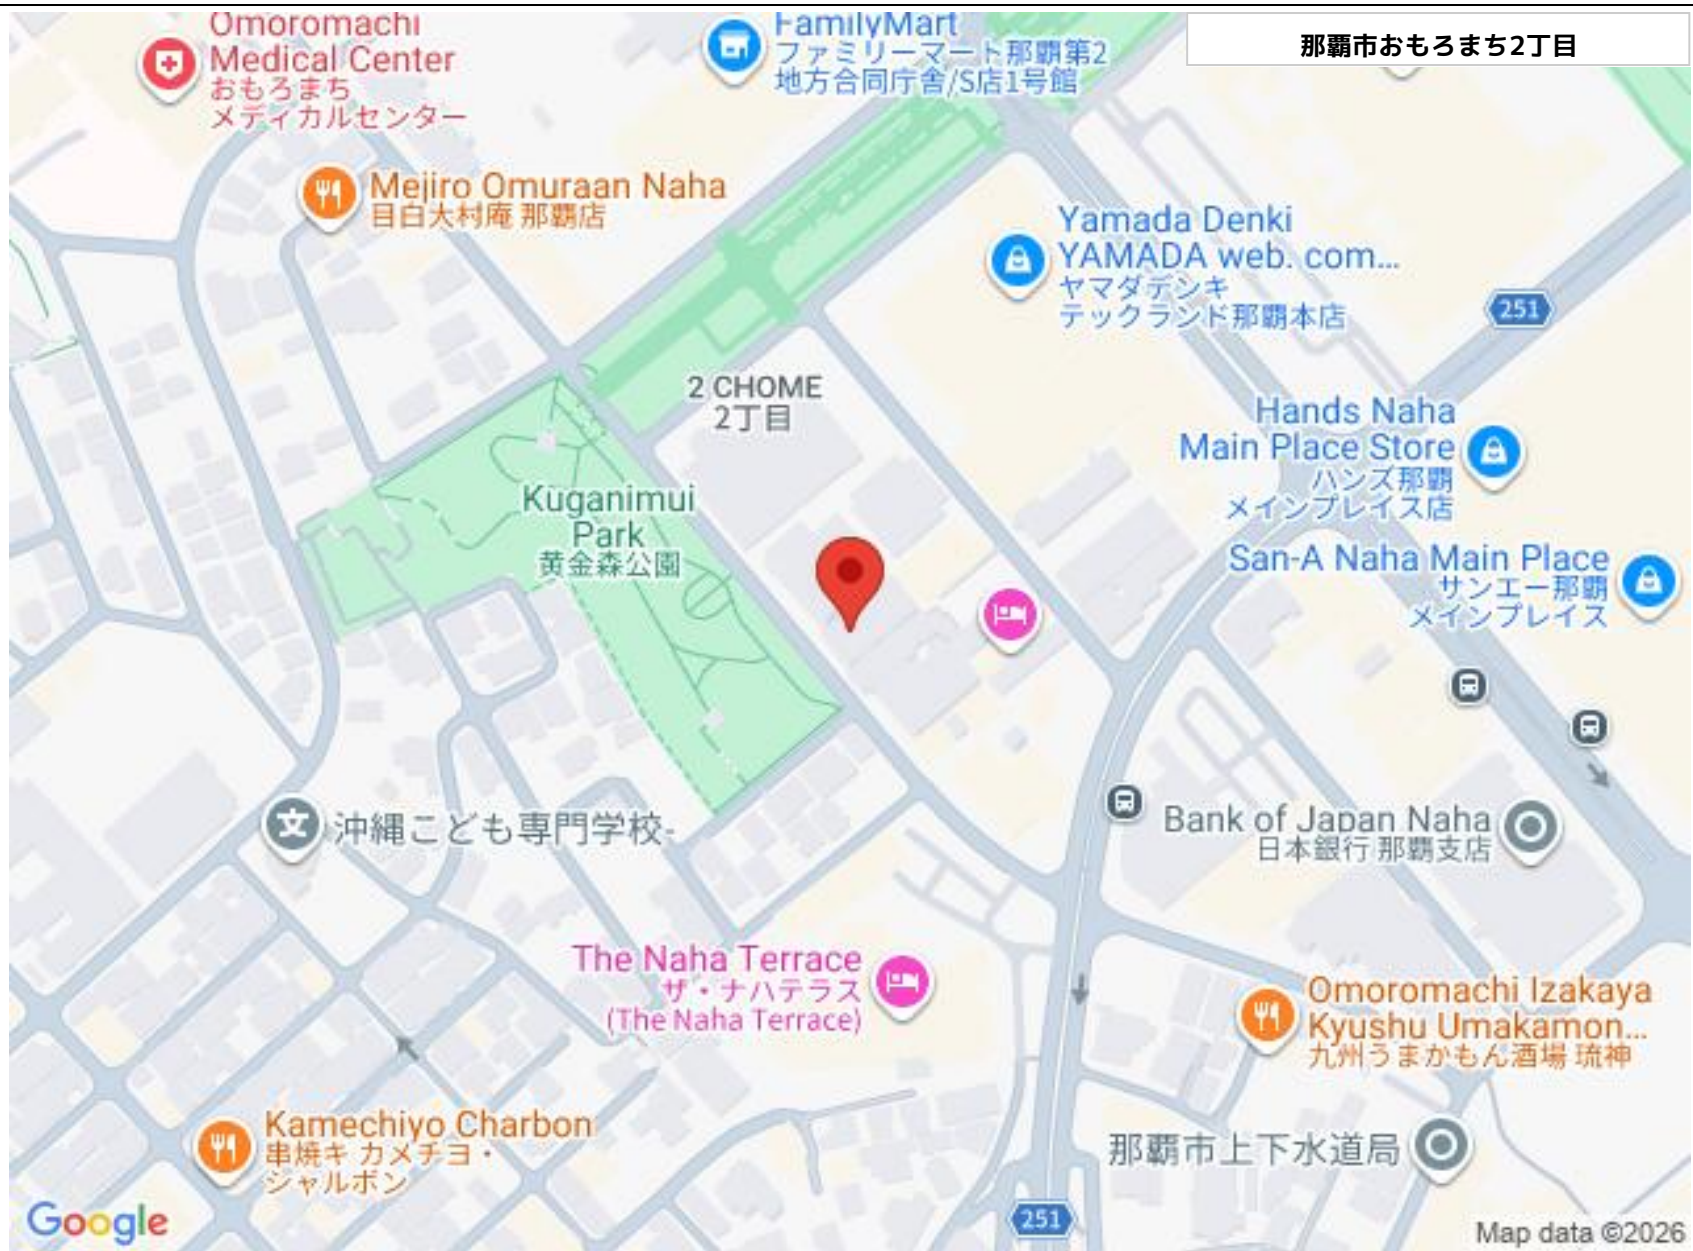 Omoromachi
Medical Center
おもろまち
メディカルセンター
FamilyMart
ファミリーマート那覇第2
地方合同庁舎/S店1号館
那覇市おもろまち2丁目
Mejiro Omuraan Naha
目白大村庵 那覇店
Yamada Denki
YAMADA web. com...
ヤマダデンキ
テックランド那覇本店
251
2 CHOME
2丁目
Hands Naha
Main Place Store
ハンズ那覇
メインプレイス店
Kuganimui
Park
黄金森公園
San-A Naha Main Place
サンエー那覇
メインプレイス
沖縄こども専門学校
Bank of Japan Naha
日本銀行 那覇支店
The Naha Terrace
ザ・ナハテラス
(The Naha Terrace)
Omoromachi Izakaya
Kyushu Umakamon...
九州うまかもん酒場 琉神
Kamechiyo Charbon
串焼キ カメチヨ・
シャルボン
那覇市上下水道局
251
Google
Map data ©2026